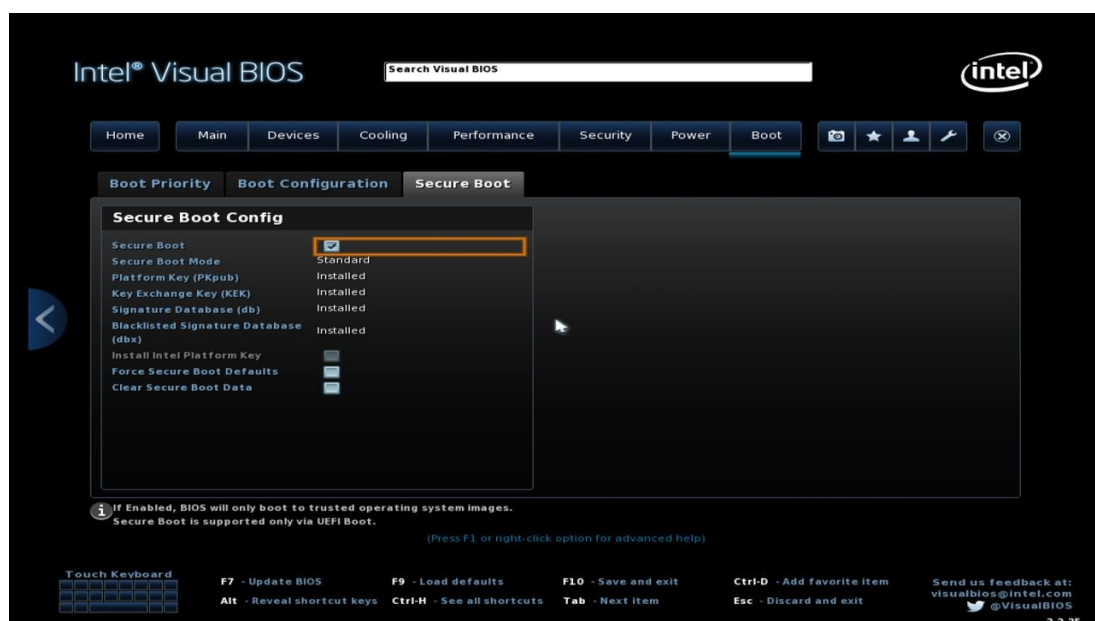 Intel® Visual BIOS
Search Visual BIOS
intel
Home Main Devices Cooling Performance Security Power Boot
Boot Priority Boot Configuration Secure Boot
Secure Boot Config
Secure Boot
Secure Boot Mode Standard
Platform Key (PKpub) Installed
Key Exchange Key (KEK) Installed
Signature Database (db) Installed
Blacklisted Signature Database
(dbx) Installed
Install Intel Platform Key
Force Secure Boot Defaults
Clear Secure Boot Data
If Enabled, BIOS will only boot to trusted operating system images.
Secure Boot is supported only via UEFI Boot.
(Press F1 or right-click option for advanced help)
Touch Keyboard
F7 - Update BIOS F9 - Load defaults F10 - Save and exit Ctrl-D - Add favorite item
Alt - Reveal shortcut keys Ctrl-H - See all shortcuts Tab - Next item Esc - Discard and exit
Send us feedback at:
visualbios@intel.com
@VisualBIOS